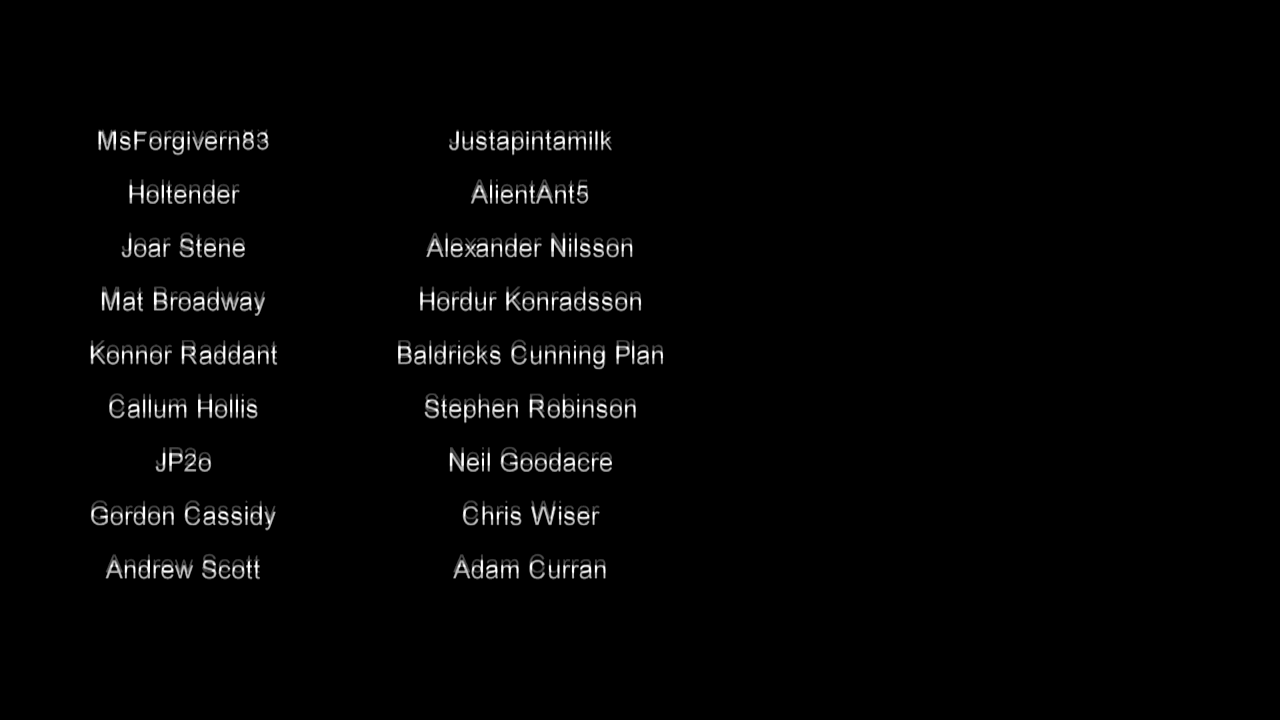 MsForgivern83 Justapintamilk
Holtender AlientAnt5
Joar Stene Alexander Nilsson
Mat Broadway Hordur Konradsson
Konnor Raddant Baldricks Cunning Plan
Callum Hollis Stephen Robinson
JP2o Neil Goodacre
Gordon Cassidy Chris Wiser
Andrew Scott Adam Curran